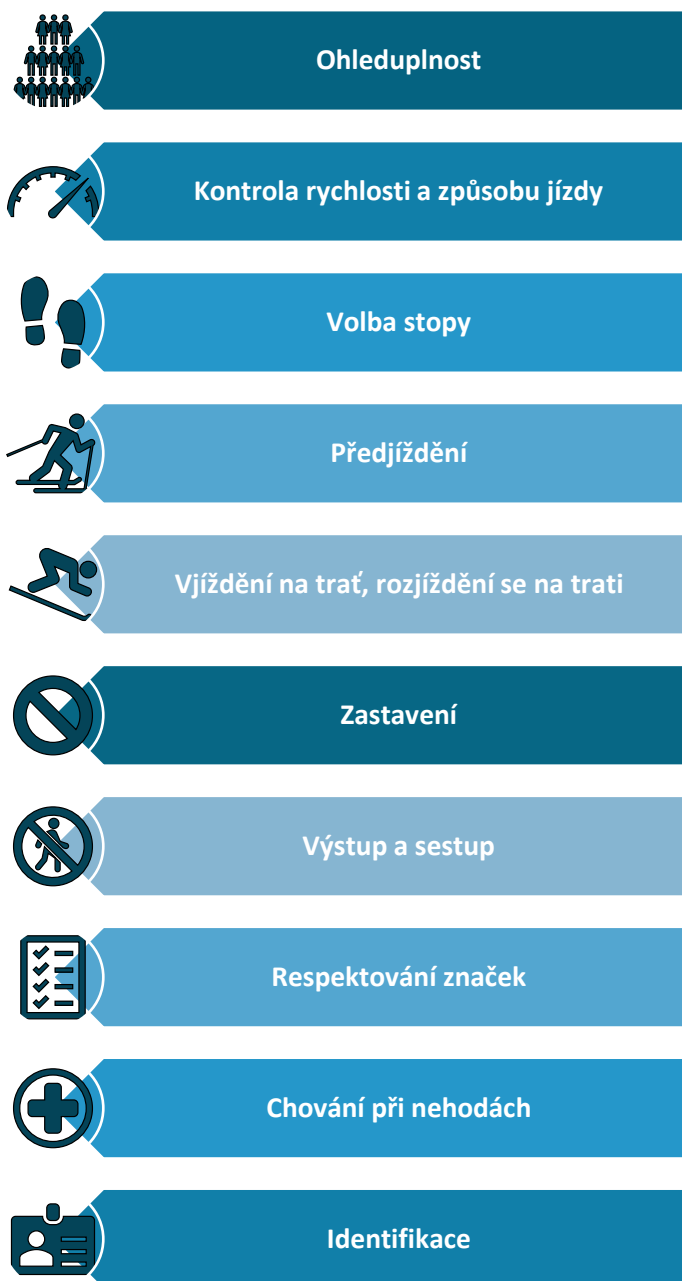 Ohleduplnost
Kontrola rychlosti a způsobu jízdy
Volba stopy
Předjíždění
Vjíždění na trať, rozjíždění se na trati
Zastavení
Výstup a sestup
Respektování značek
Chování při nehodách
Identifikace